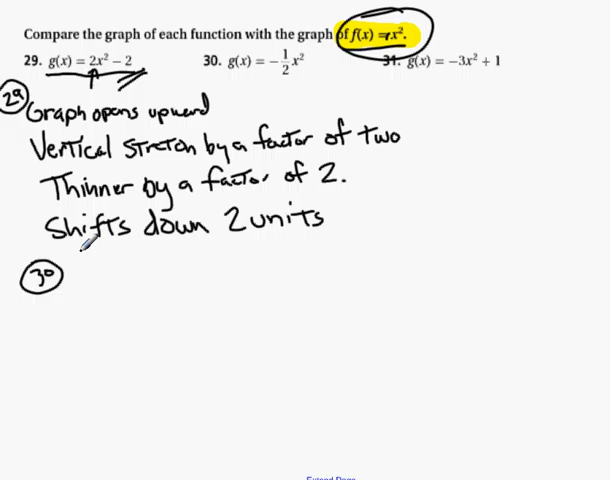 Compare the graph of each function with the graph of f(x) = x².
29. g(x) = 2x² − 2 30. g(x) = −1/2 x² 31. g(x) = −3x² + 1
29 Graph opens upward
Vertical stretch by a factor of two
Thinner by a factor of 2.
Shifts down 2 units
30
Extend Page